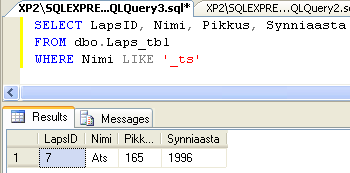 XP2\SQLEXPRE...QLQuery3.sql* XP2\SQLEXPRE...QLQuery2.s
SELECT LapsID, Nimi, Pikkus, Synniaasta
FROM dbo.Laps_tbl
WHERE Nimi LIKE '_ts'
Results Messages
LapsID Nimi Pikk... Synniaasta
1 7 Ats 165 1996